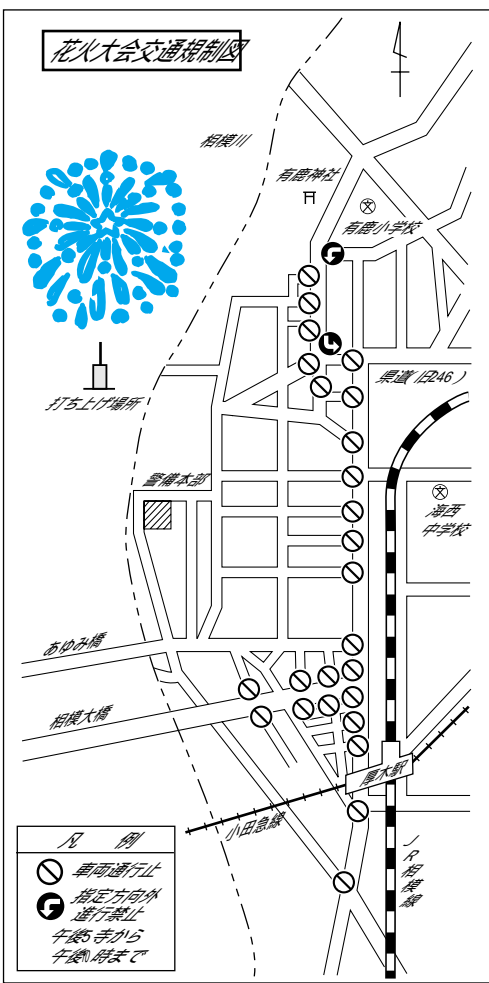 花火大会交通規制図
相模川
有鹿神社
有鹿小学校
打ち上げ場所
県道（旧246）
警備本部
海西
中学校
あゆみ橋
相模大橋
厚木駅
小田急線
JR相模線
凡 例
車両通行止
指定方向外
進行禁止
午後5寺から
午後0時まで